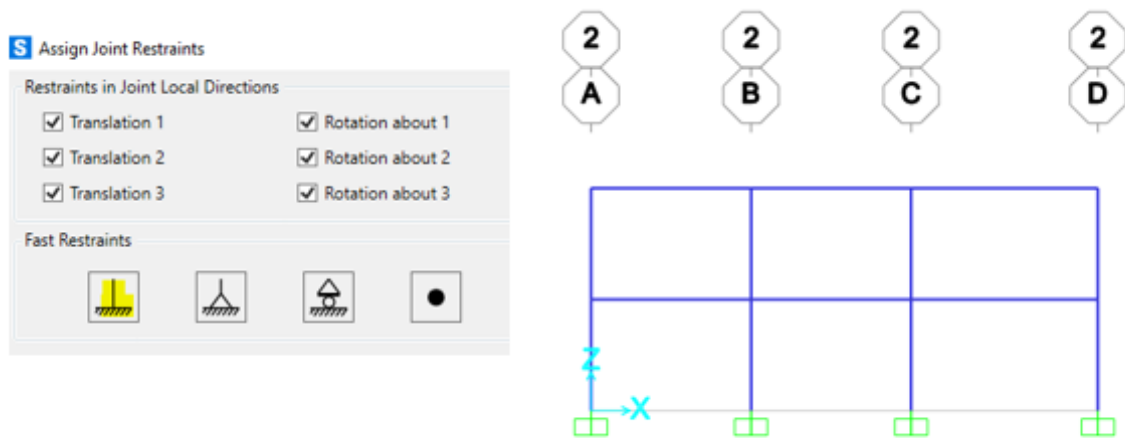 S Assign Joint Restraints
Restraints in Joint Local Directions
Translation 1 Rotation about 1
Translation 2 Rotation about 2
Translation 3 Rotation about 3
Fast Restraints
2 2 2 2
A B C D
Z
X